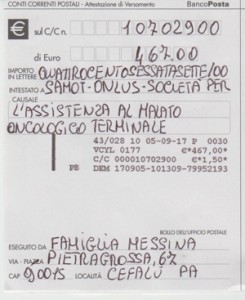 CONTI CORRENTI POSTALI - Attestazione di Versamento BancoPosta
€ sul C/C n. 10702900
di Euro 467.00
IMPORTO IN LETTERE QUATTROCENTOSESSATASETTE/00
INTESTATO A SAMOT-ONLUS-SOCIETÀ PER
CAUSALE
L'ASSISTENZA AL MALATO
ONCOLOGICO TERMINALE
43/028 10 05-09-17 P 0030
VCYL 0177 €*467,00*
C/C 000010702900 €*1,50*
P‖ DEM 170905-101309-79952193
BOLLO DELL'UFFICIO POSTALE
ESEGUITO DA FAMIGLIA MESSINA
VIA - PIAZZA PIETRAGROSSA, 67
CAP 90015 LOCALITÀ CEFALÙ PA